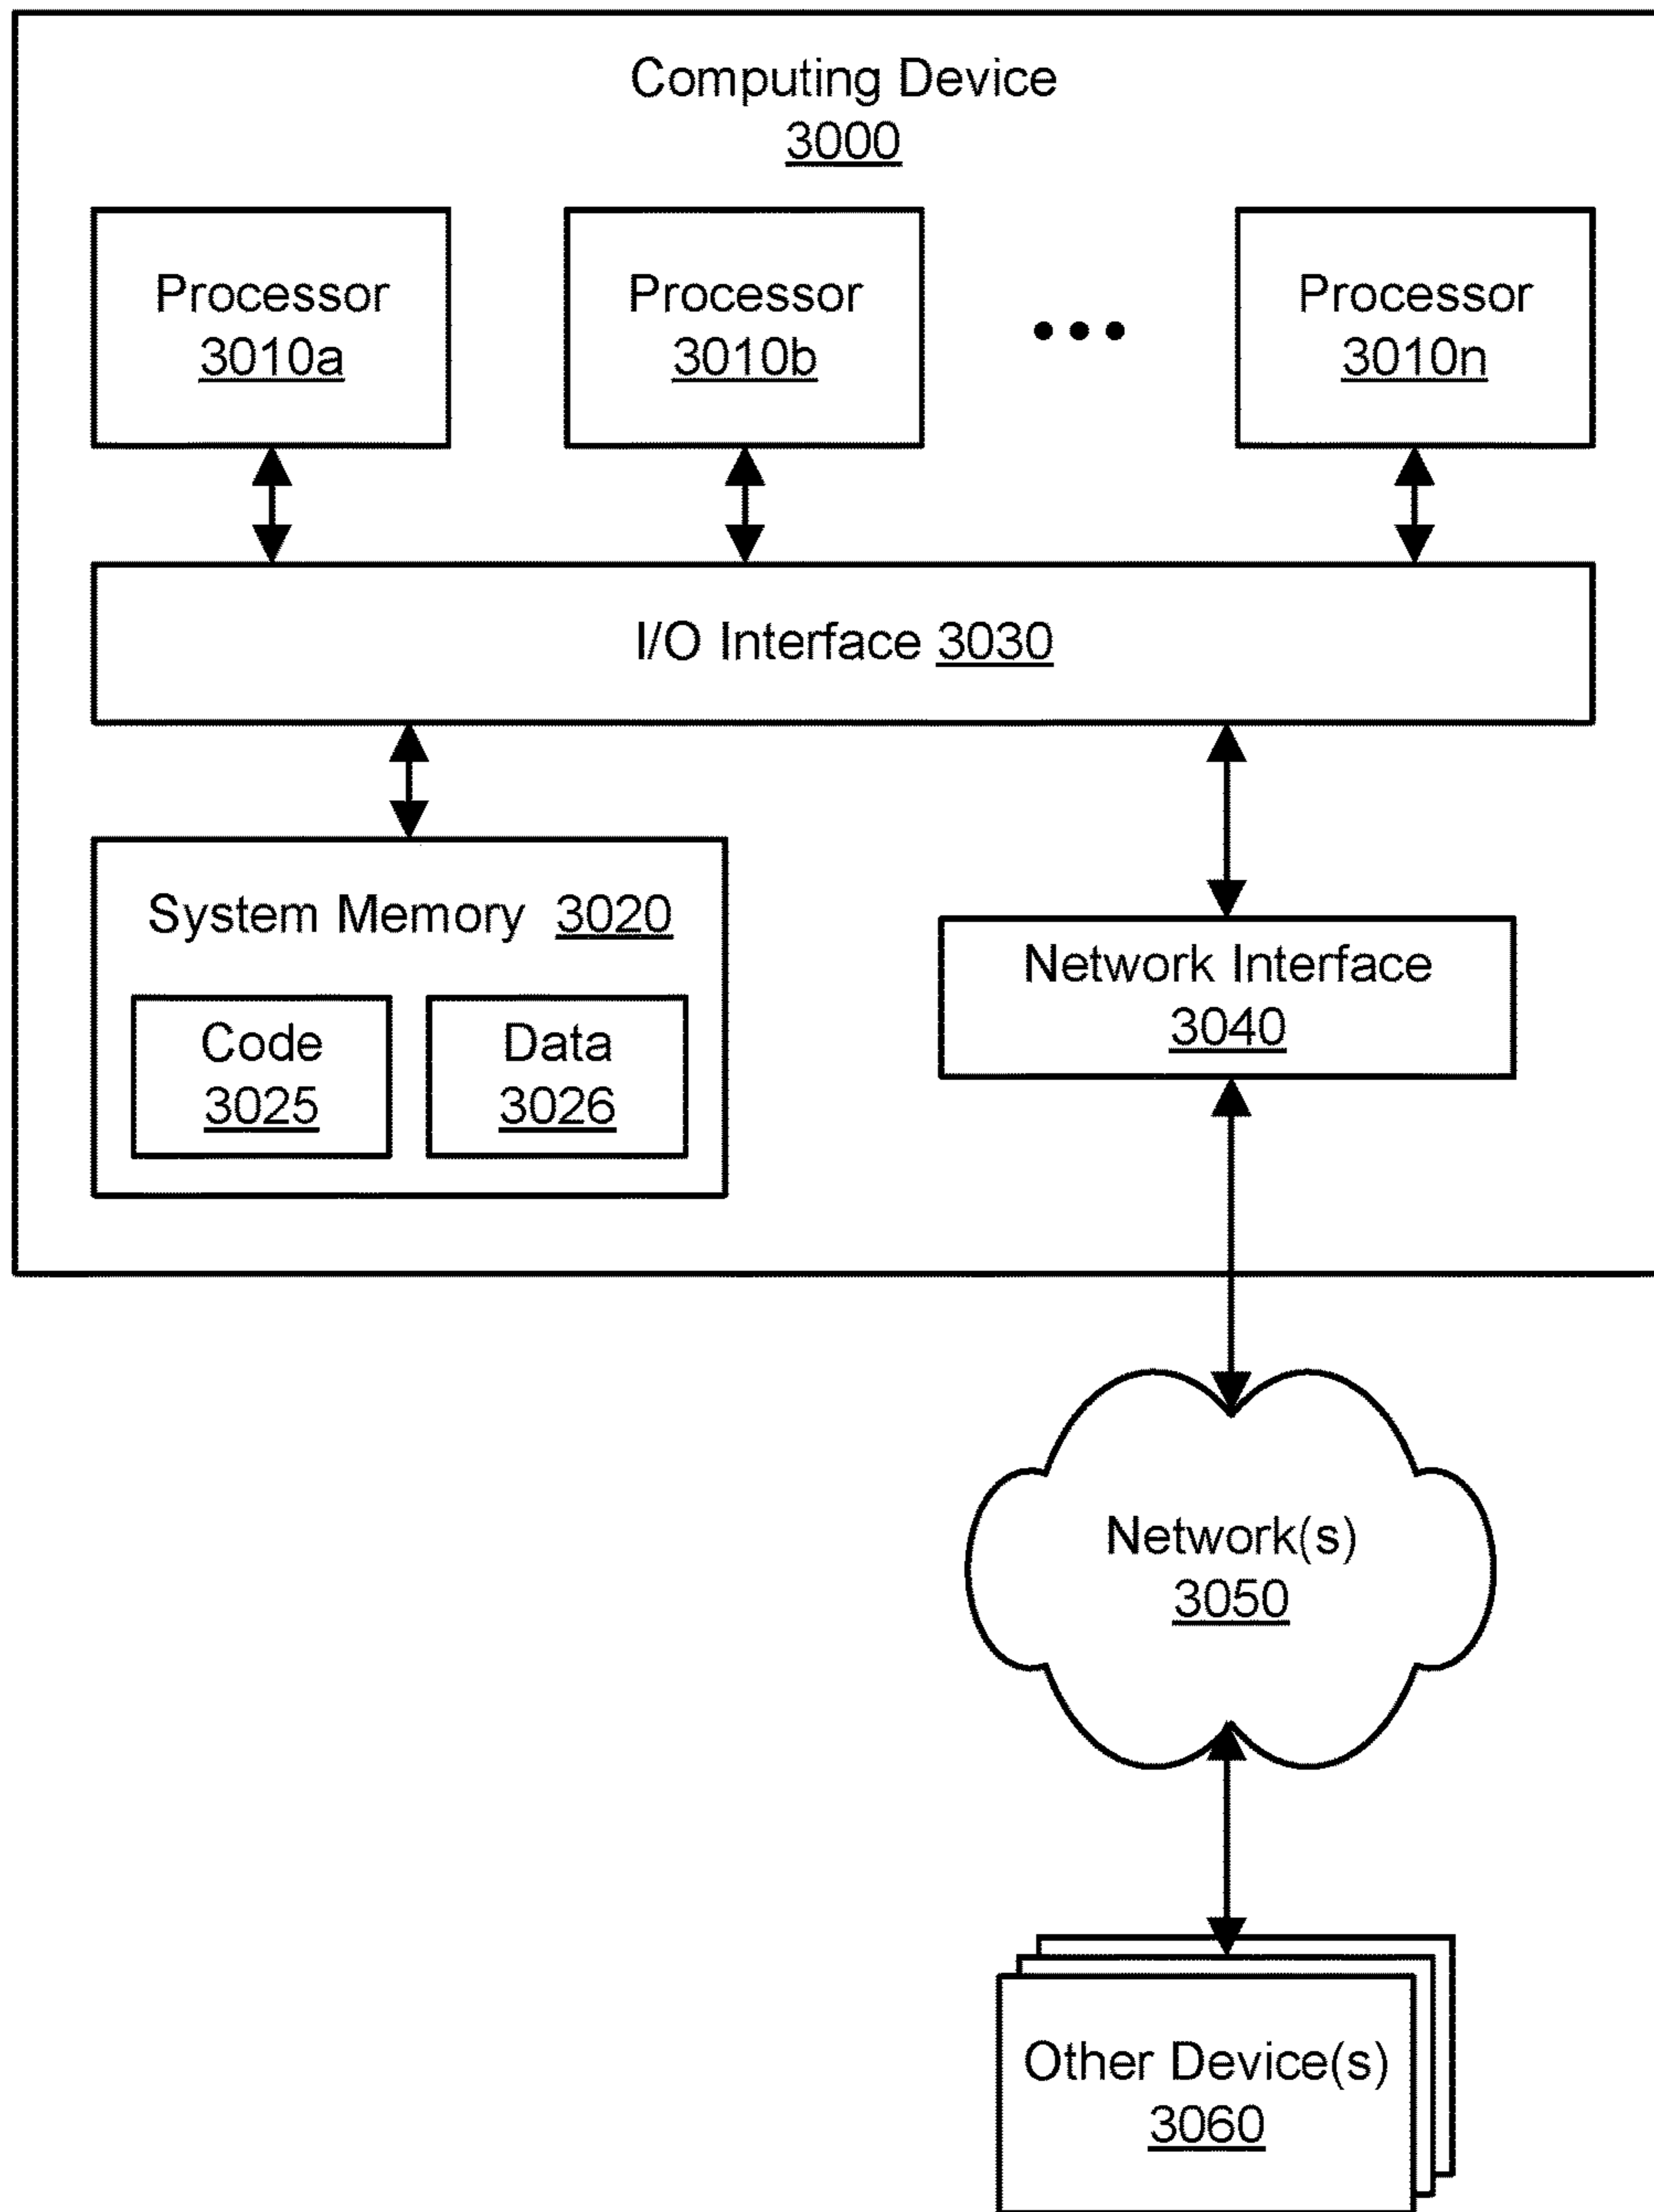 Computing Device
3000
Processor
3010a
Processor
3010b
Processor
3010n
I/O Interface 3030
System Memory 3020
Code
3025
Data
3026
Network Interface
3040
Network(s)
3050
Other Device(s)
3060